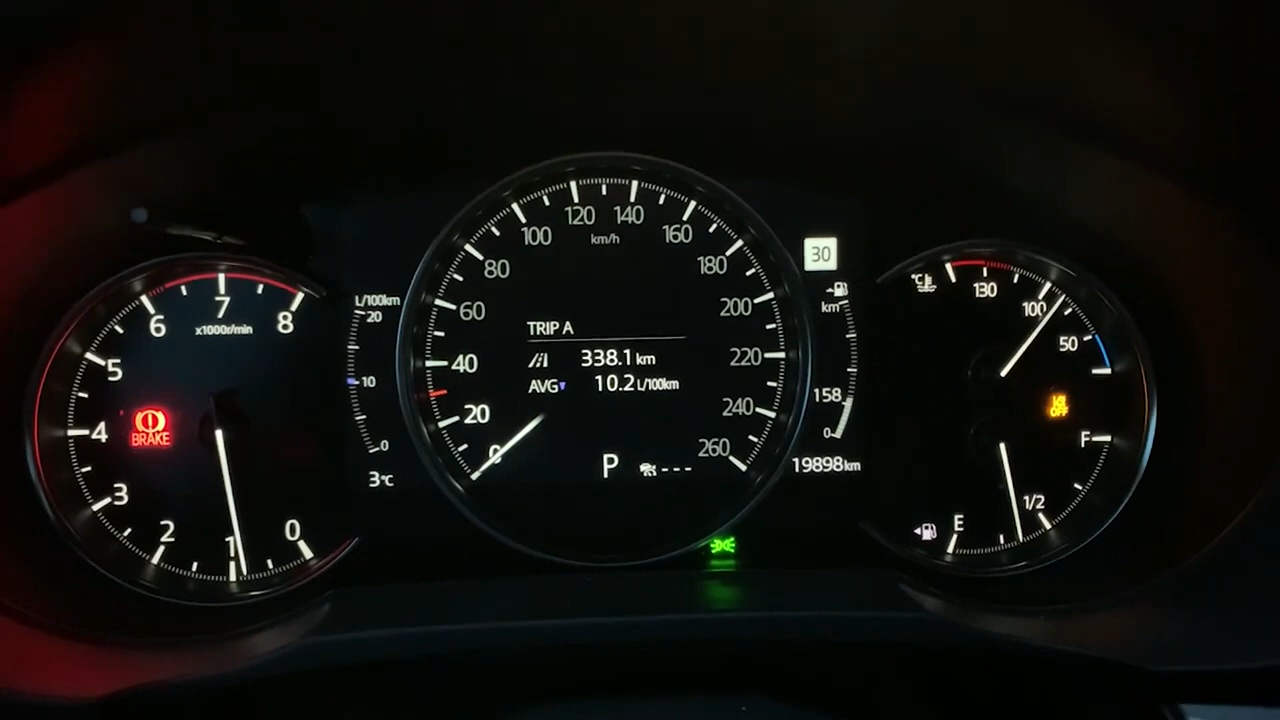 8
7
6
5
4
3
2
1
0
x1000r/min
BRAKE
L/100km
20
10
0
3°C
0
20
40
60
80
100
120
140
160
180
200
220
240
260
km/h
TRIP A
338.1 km
AVG 10.2 L/100km
P
---
30
km
158
0
19898 km
°C
130
100
50
OFF
F
1/2
E